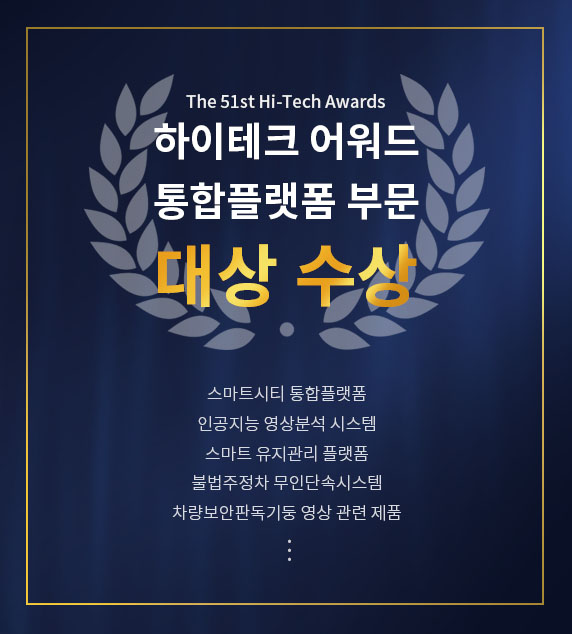 The 51st Hi-Tech Awards
하이테크 어워드
통합플랫폼 부문
대상 수상
스마트시티 통합플랫폼
인공지능 영상분석 시스템
스마트 유지관리 플랫폼
불법주정차 무인단속시스템
차량보안판독기등 영상 관련 제품